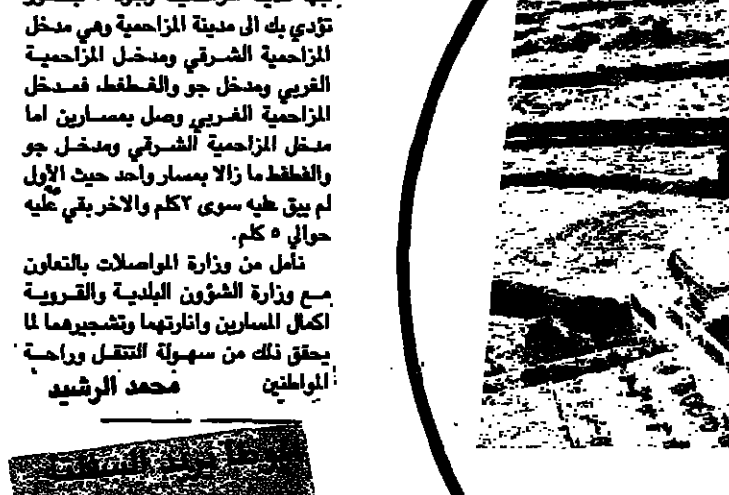 تؤدي بك الى مدينة المزاحمية وهي مدخل
المزاحمية الشرقي ومدخل المزاحمية
الغربي ومدخل جو والغطغط، فمدخل
المزاحمية الغربي وصل بمسارين اما
مدخل المزاحمية الشرقي ومدخل جو
والغطغط ما زالا بمسار واحد حيث الأول
لم يبق عليه سوى ٢كلم والاخر بقي عليه
حوالي ٥ كلم.
نأمل من وزارة المواصلات بالتعاون
مع وزارة الشؤون البلدية والقروية
اكمال المسارين وانارتهما وتشجيرهما لما
يحقق ذلك من سهولة التنقل وراحة
المواطنين
محمد الرشيد